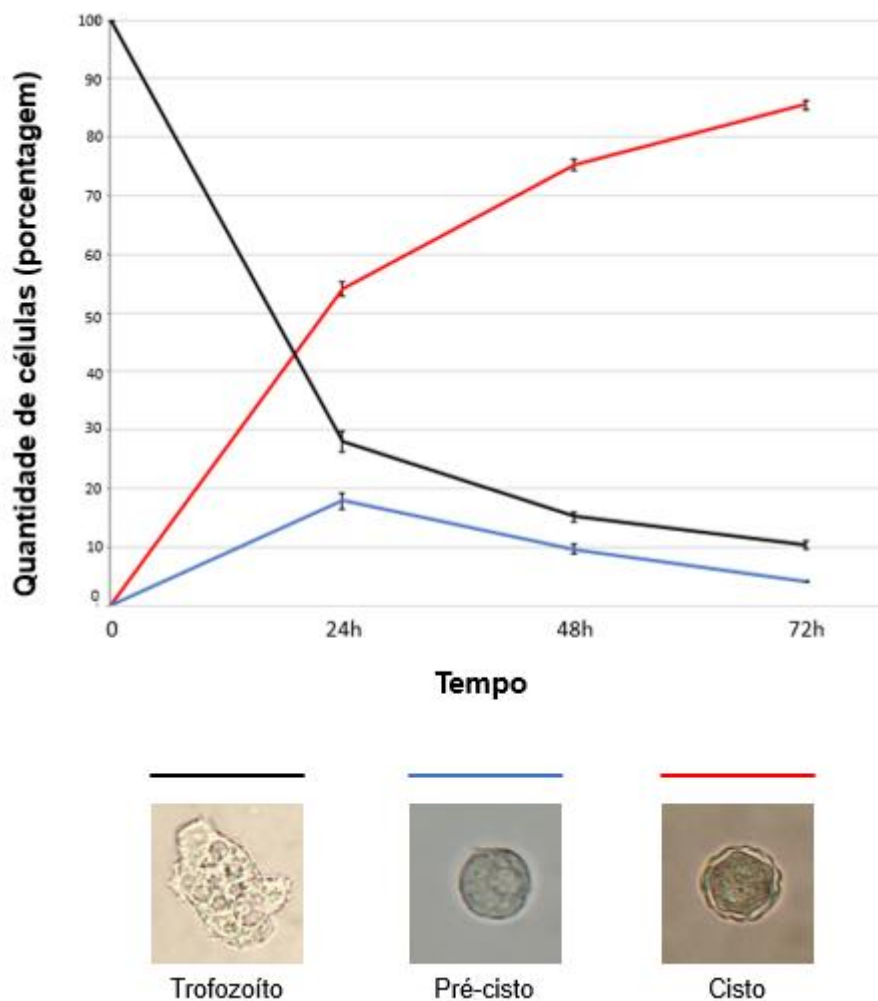 Quantidade de células (porcentagem)
100
90
80
70
60
50
40
30
20
10
0
0 24h 48h 72h
Tempo
Trofozoíto Pré-cisto Cisto